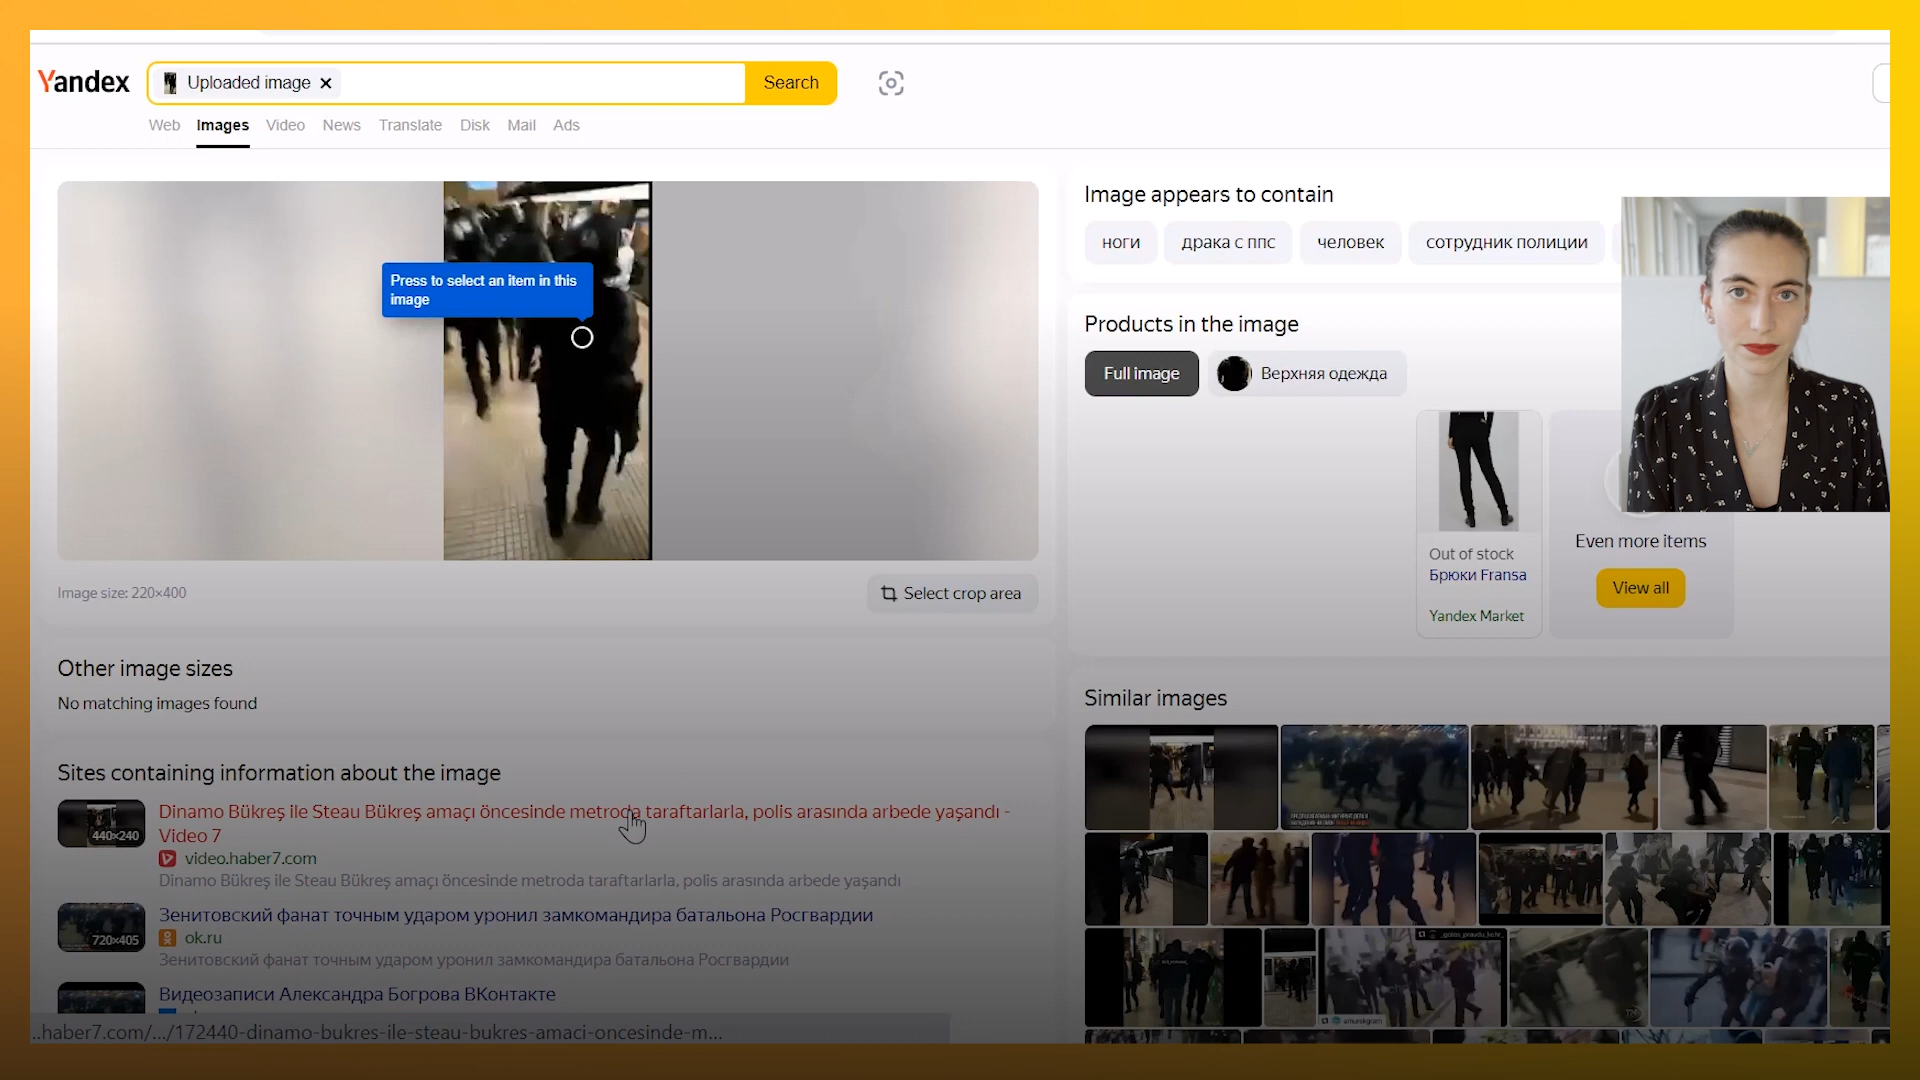 Yandex
Uploaded image
Search
Web Images Video News Translate Disk Mail Ads
Press to select an item in this
image
Image size: 220×400
Select crop area
Other image sizes
No matching images found
Sites containing information about the image
440×240
Dinamo Bükreş ile Steau Bükreş amaçı öncesinde metroda taraftarlarla, polis arasında arbede yaşandı -
Video 7
video.haber7.com
Dinamo Bükreş ile Steau Bükreş amaçı öncesinde metroda taraftarlarla, polis arasında arbede yaşandı
720×405
Зенитовский фанат точным ударом уронил замкомандира батальона Росгвардии
ok.ru
Зенитовский фанат точным ударом уронил замкомандира батальона Росгвардии
Видеозаписи Александра Богрова ВКонтакте
..haber7.com/.../172440-dinamo-bukres-ile-steau-bukres-amaci-oncesinde-m...
Image appears to contain
ноги драка с ппс человек сотрудник полиции
Products in the image
Full image Верхняя одежда
Out of stock
Брюки Fransa
Yandex Market
Even more items
View all
Similar images